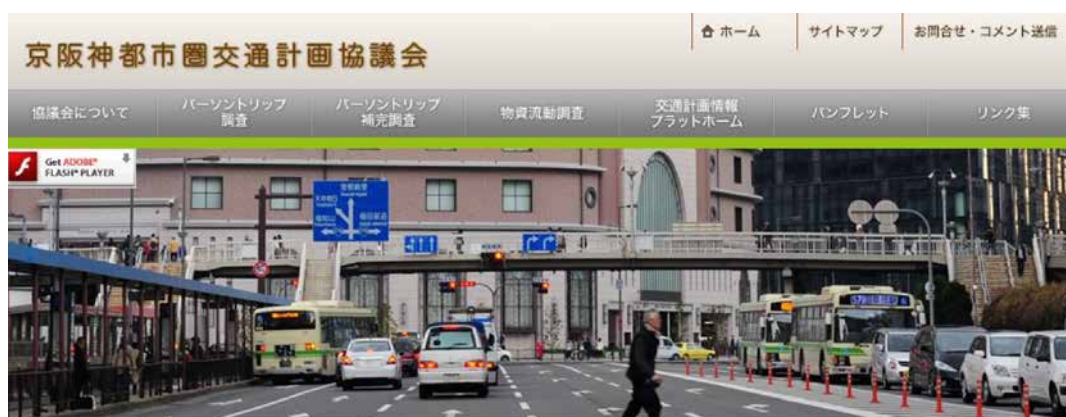 ホーム
サイトマップ
お問合せ・コメント送信
京阪神都市圏交通計画協議会
協議会について
パーソントリップ
調査
パーソントリップ
補完調査
物資流動調査
交通計画情報
プラットホーム
パンフレット
リンク集
Get ADOBE®
FLASH® PLAYER